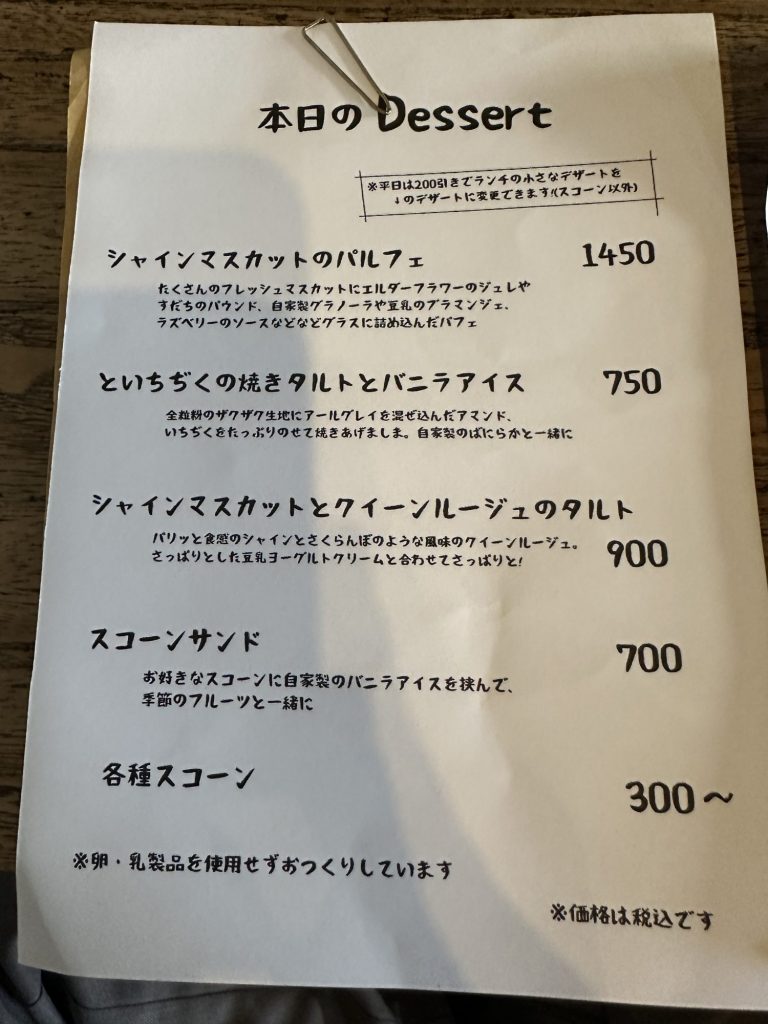 本日のDessert
※平日は200引きでランチの小さなデザートを
↓のデザートに変更できます!(スコーン以外)
シャインマスカットのパルフェ 1450
たくさんのフレッシュマスカットにエルダーフラワーのジュレや
すだちのパウンド、自家製グラノーラや豆乳のブラマンジェ、
ラズベリーのソースなどなどグラスに詰め込んだパフェ
といちぢくの焼きタルトとバニラアイス 750
全粒粉のザクザク生地にアールグレイを混ぜ込んだアマンド、
いちぢくをたっぷりのせて焼きあげましま。自家製のばにらかと一緒に
シャインマスカットとクイーンルージュのタルト
パリッと食感のシャインとさくらんぼのような風味のクイーンルージュ。
さっぱりとした豆乳ヨーグルトクリームと合わせてさっぱりと!
900
スコーンサンド 700
お好きなスコーンに自家製のバニラアイスを挟んで、
季節のフルーツと一緒に
各種スコーン 300〜
※卵・乳製品を使用せずおつくりしています
※価格は税込です